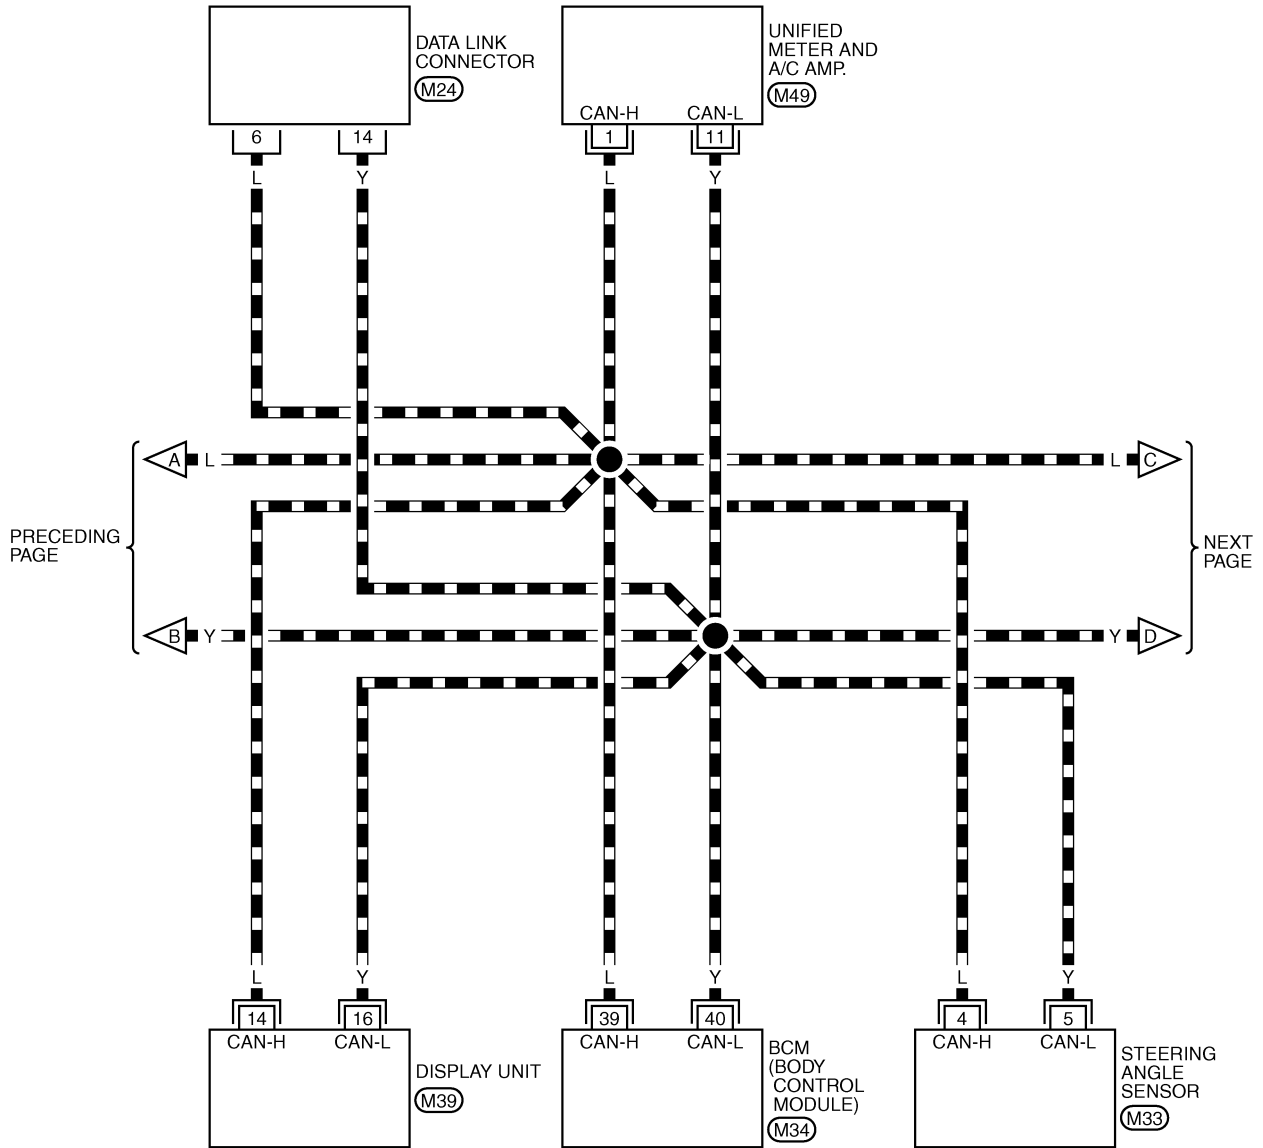 DATA LINK
CONNECTOR
M24
UNIFIED
METER AND
A/C AMP.
M49
CAN-H CAN-L
6 14 1 11
L Y L Y
A L L C
PRECEDING
PAGE
NEXT
PAGE
B Y Y D
L Y L Y L Y
14 16 39 40 4 5
CAN-H CAN-L CAN-H CAN-L CAN-H CAN-L
DISPLAY UNIT
M39
BCM
(BODY
CONTROL
MODULE)
M34
STEERING
ANGLE
SENSOR
M33